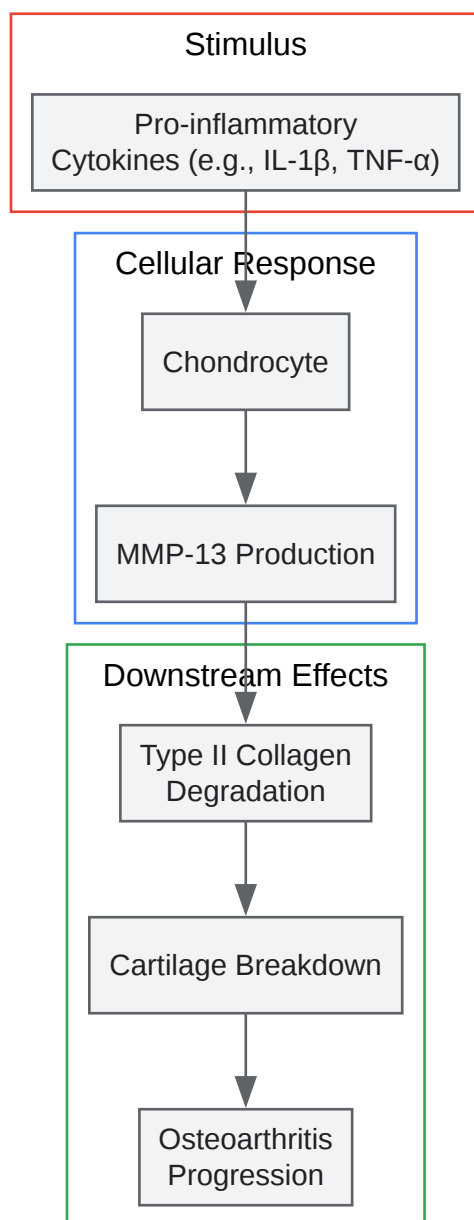 Stimulus
Pro-inflammatory
Cytokines (e.g., IL-1β, TNF-α)
Cellular Response
Chondrocyte
MMP-13 Production
Downstream Effects
Type II Collagen
Degradation
Cartilage Breakdown
Osteoarthritis
Progression